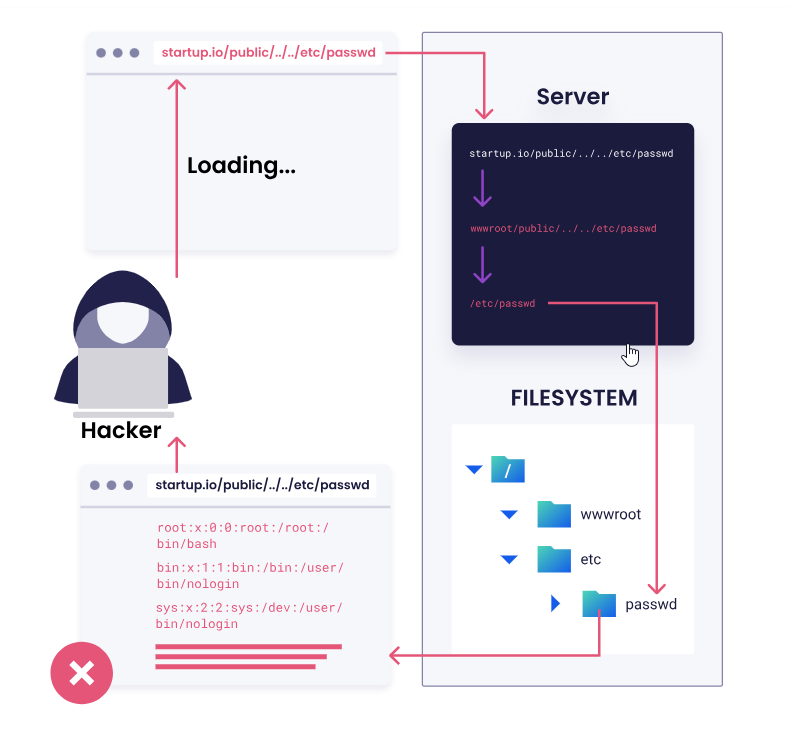 startup.io/public/../../etc/passwd
Loading...
Hacker
startup.io/public/../../etc/passwd
root:x:0:0:root:/root:/
bin/bash
bin:x:1:1:bin:/bin:/user/
bin/nologin
sys:x:2:2:sys:/dev:/user/
bin/nologin
Server
startup.io/public/../../etc/passwd
wwwroot/public/../../etc/passwd
/etc/passwd
FILESYSTEM
/
wwwroot
etc
passwd